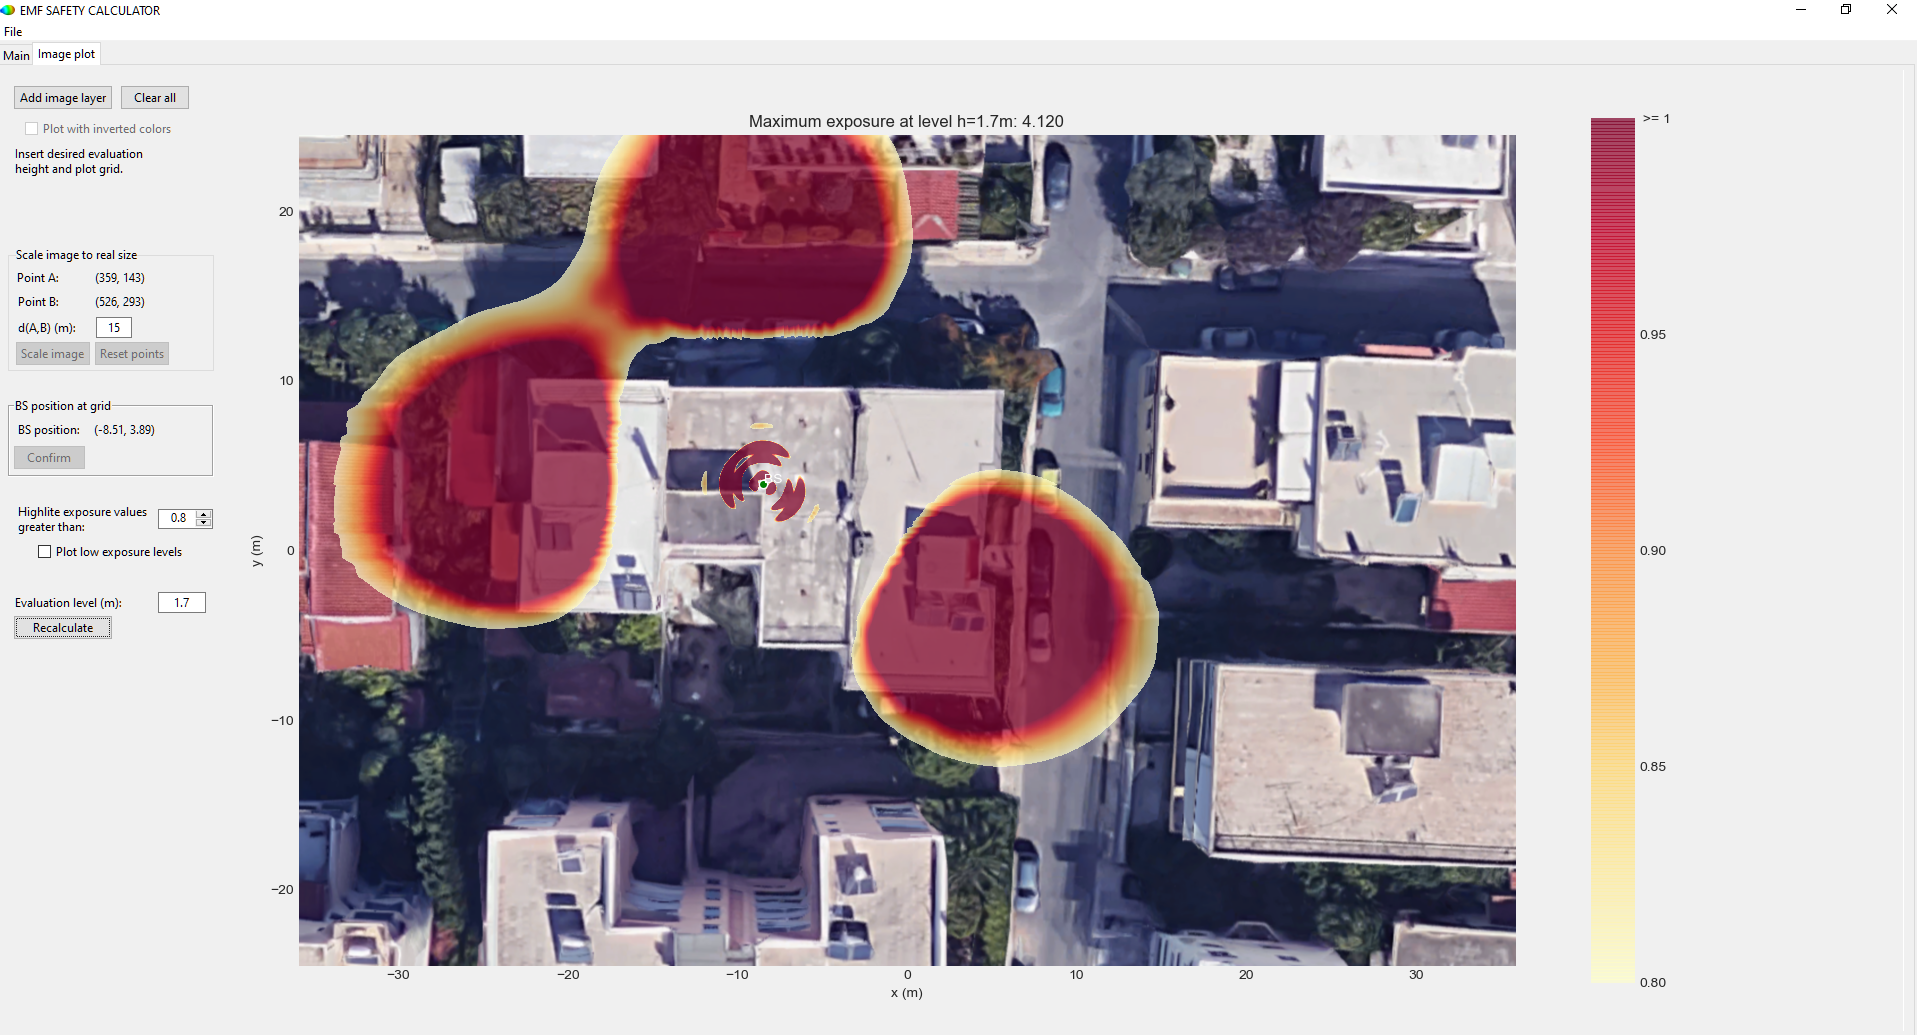 EMF SAFETY CALCULATOR
File
Main
Image plot
Add image layer
Clear all
Plot with inverted colors
Insert desired evaluation
height and plot grid.
Scale image to real size
Point A: (359, 143)
Point B: (526, 293)
d(A,B) (m): 15
Scale image
Reset points
BS position at grid
BS position: (-8.51, 3.89)
Confirm
Highlite exposure values
greater than:
0.8
Plot low exposure levels
Evaluation level (m): 1.7
Recalculate
Maximum exposure at level h=1.7m: 4.120
y (m)
20
10
0
−10
−20
BS
−30
−20
−10
0
10
20
30
x (m)
>= 1
0.95
0.90
0.85
0.80